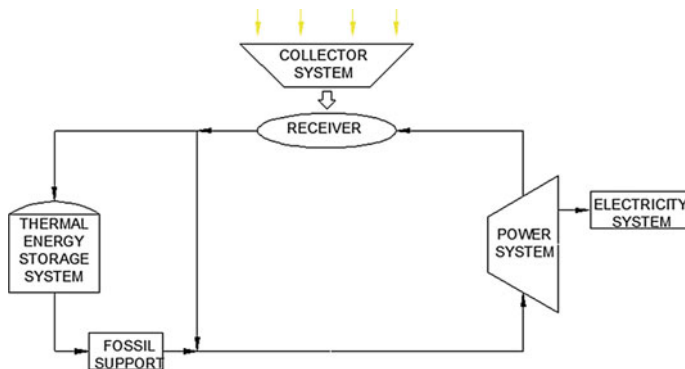 COLLECTOR
SYSTEM
RECEIVER
THERMAL
ENERGY
STORAGE
SYSTEM
FOSSIL
SUPPORT
POWER
SYSTEM
ELECTRICITY
SYSTEM